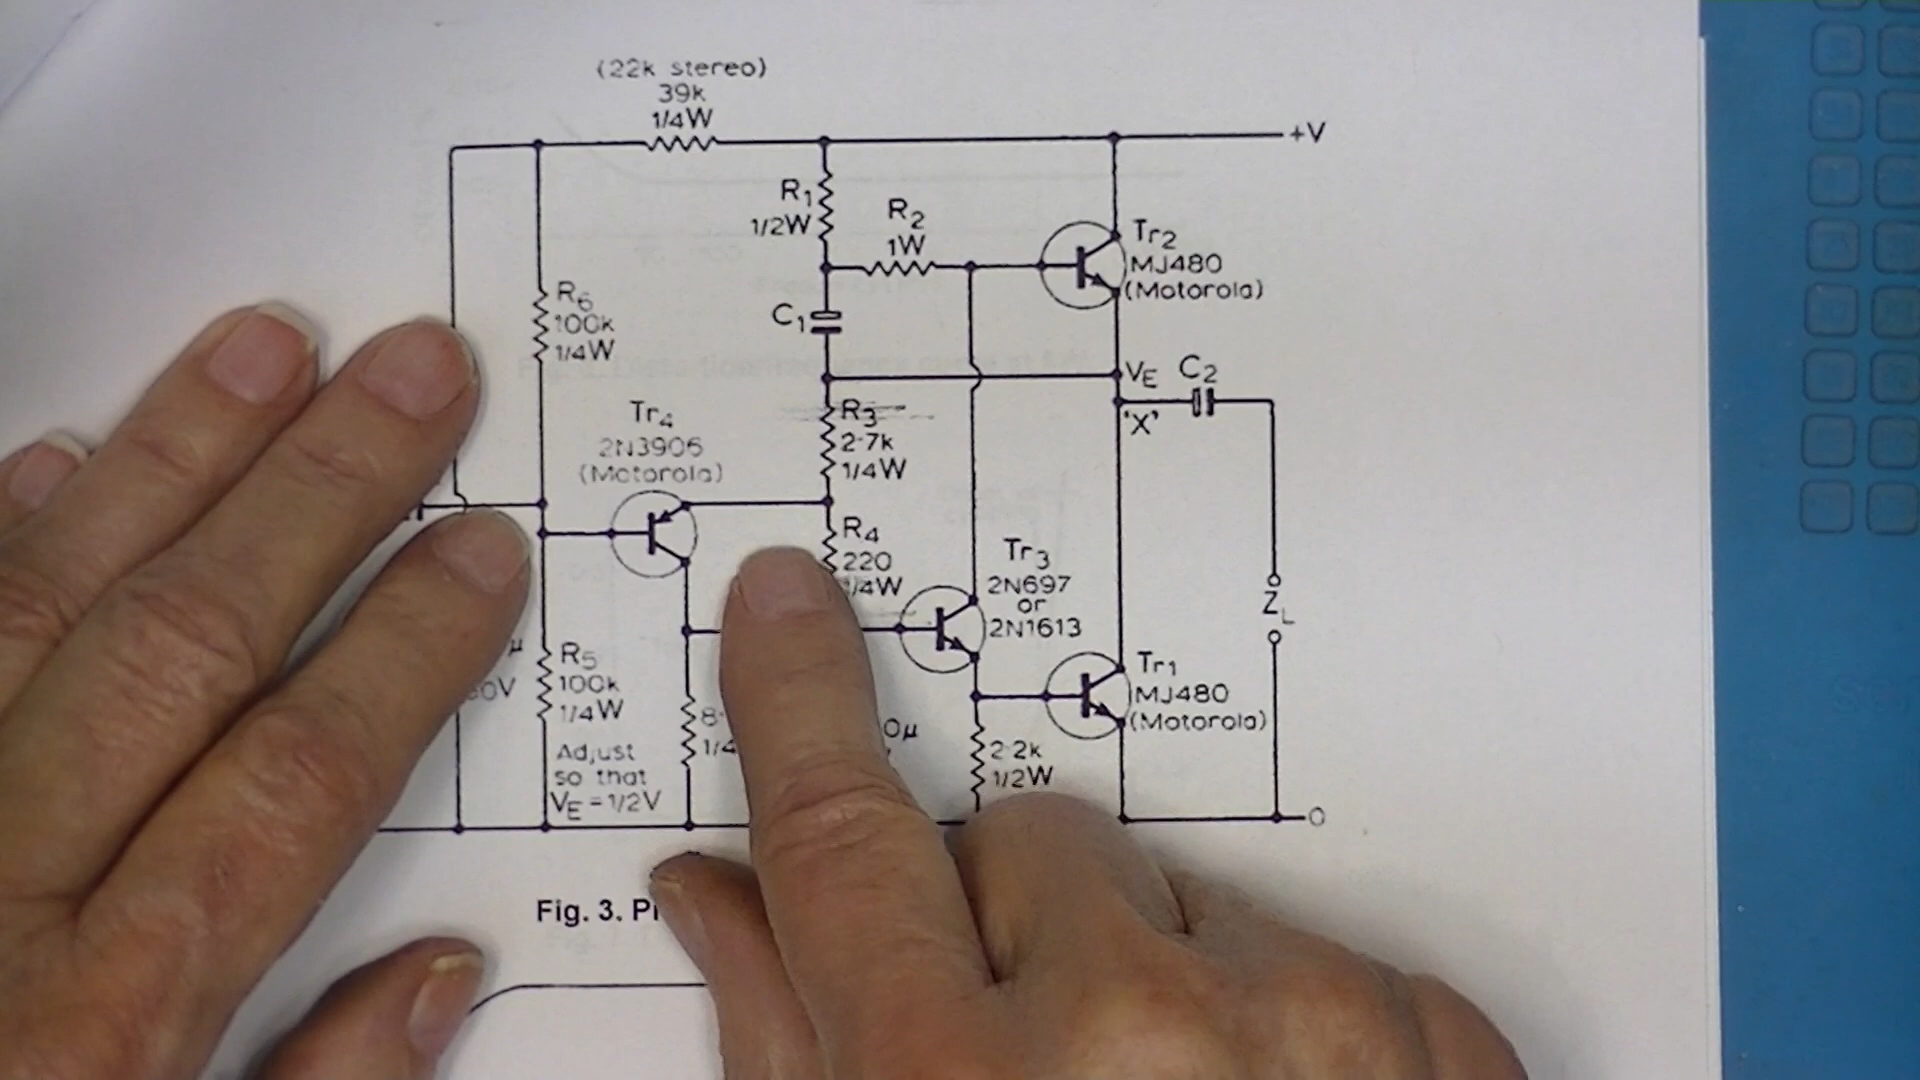 (22k stereo)
39k
1/4W
+V
R1
1/2W
R2
1W
Tr2
MJ480
(Motorola)
R6
100k
1/4W
C1
VE
C2
'X'
Tr4
2N3906
(Motorola)
R3
2·7k
1/4W
R4
220
1/4W
Tr3
2N697
or
2N1613
ZL
R5
100k
1/4W
Tr1
MJ480
(Motorola)
Adjust
so that
VE = 1/2V
2·2k
1/2W
0
Fig. 3.